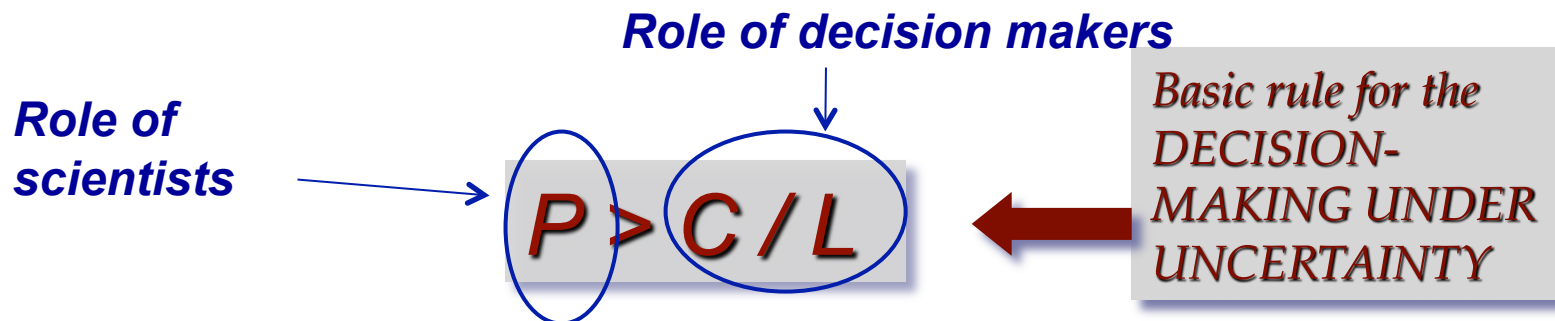 Role of decision makers
Role of
scientists
P > C / L
Basic rule for the
DECISION-
MAKING UNDER
UNCERTAINTY